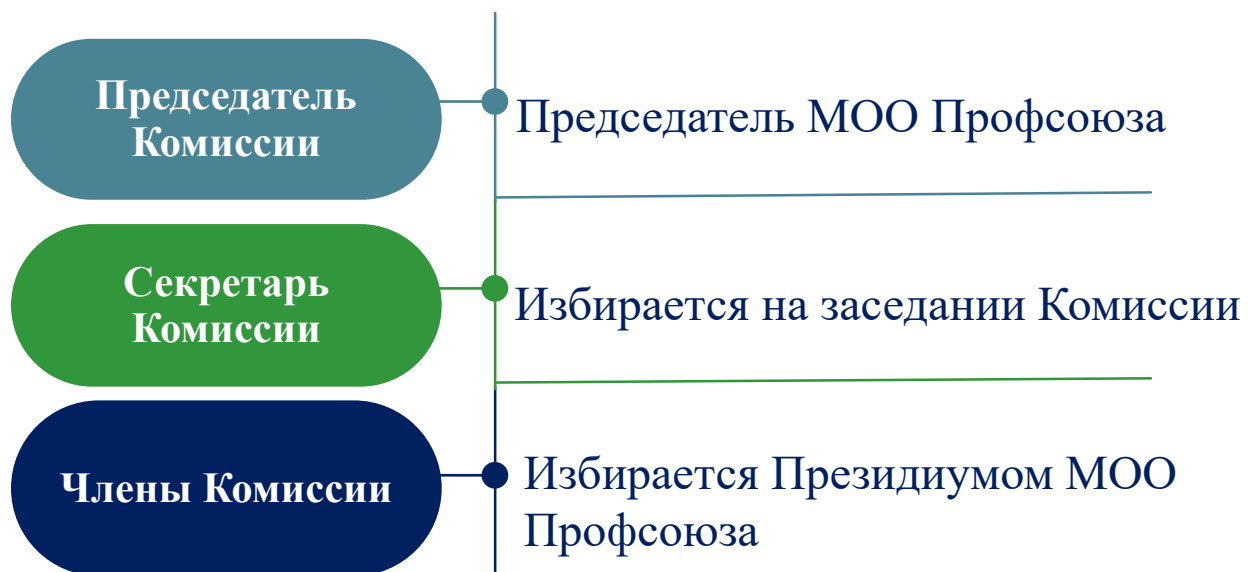 Председатель
Комиссии
Председатель МОО Профсоюза
Секретарь
Комиссии
Избирается на заседании Комиссии
Члены Комиссии
Избирается Президиумом МОО
Профсоюза